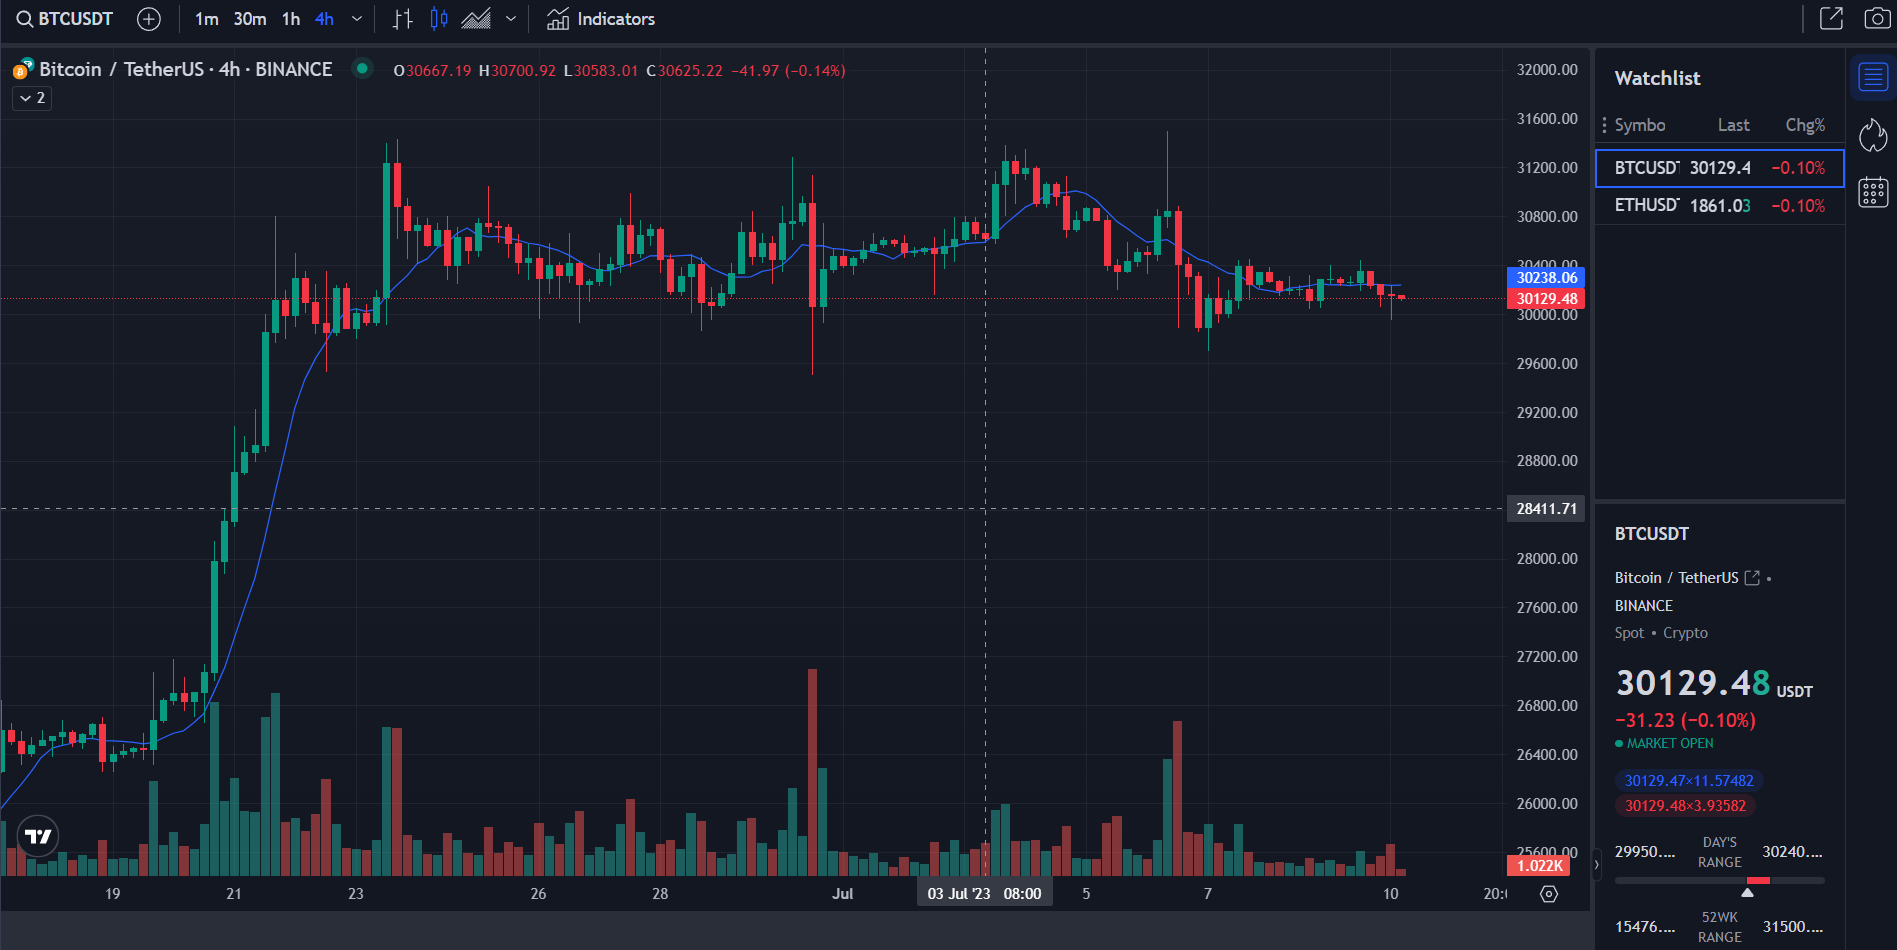 BTCUSDT 1m 30m 1h 4h Indicators
Bitcoin / TetherUS · 4h · BINANCE O30667.19 H30700.92 L30583.01 C30625.22 −41.97 (−0.14%)
2
32000.00
31600.00
31200.00
30800.00
30400.00
30238.06
30129.48
30000.00
29600.00
29200.00
28800.00
28411.71
28000.00
27600.00
27200.00
26800.00
26400.00
26000.00
25600.00
1.022K
19 21 23 26 28 Jul 03 Jul '23 08:00 5 7 10 20:0
Watchlist
Symbo Last Chg%
BTCUSDT 30129.4 −0.10%
ETHUSDT 1861.03 −0.10%
BTCUSDT
Bitcoin / TetherUS •
BINANCE
Spot • Crypto
30129.48 USDT
−31.23 (−0.10%)
MARKET OPEN
30129.47×11.57482
30129.48×3.93582
29950.... DAY'S RANGE 30240....
15476.... 52WK RANGE 31500....